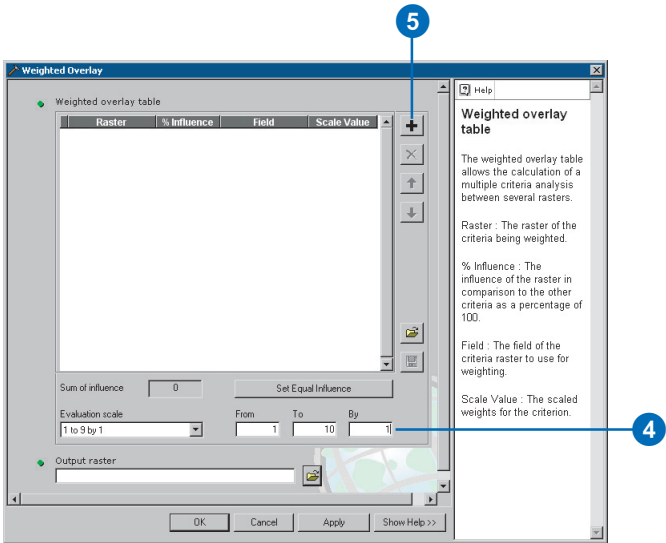 5
Weighted Overlay
Weighted overlay table
Raster % Influence Field Scale Value
Sum of influence 0 Set Equal Influence
Evaluation scale From To By
1 to 9 by 1 1 10 1
4
Output raster
OK Cancel Apply Show Help >>
Help
Weighted overlay
table
The weighted overlay table
allows the calculation of a
multiple criteria analysis
between several rasters.
Raster : The raster of the
criteria being weighted.
% Influence : The
influence of the raster in
comparison to the other
criteria as a percentage of
100.
Field : The field of the
criteria raster to use for
weighting.
Scale Value : The scaled
weights for the criterion.